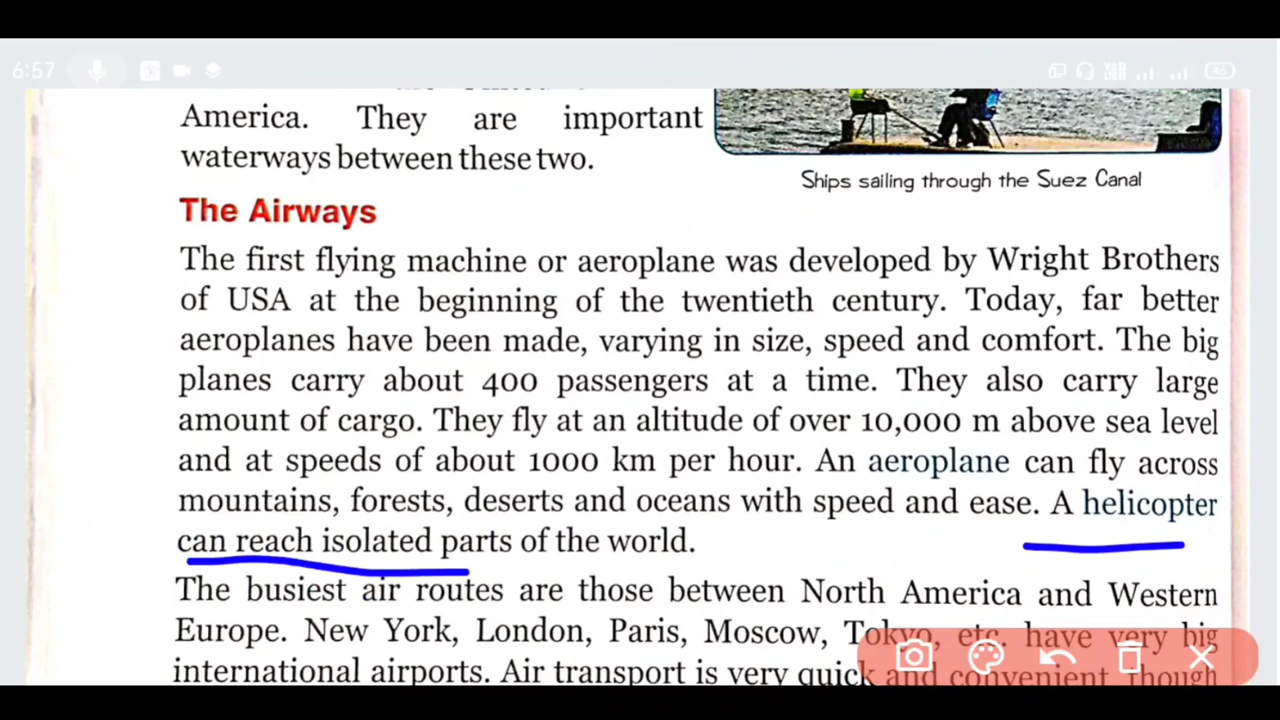 6:57
46
America. They are important
waterways between these two.
Ships sailing through the Suez Canal
The Airways
The first flying machine or aeroplane was developed by Wright Brothers
of USA at the beginning of the twentieth century. Today, far better
aeroplanes have been made, varying in size, speed and comfort. The big
planes carry about 400 passengers at a time. They also carry large
amount of cargo. They fly at an altitude of over 10,000 m above sea level
and at speeds of about 1000 km per hour. An aeroplane can fly across
mountains, forests, deserts and oceans with speed and ease. A helicopter
can reach isolated parts of the world.
The busiest air routes are those between North America and Western
Europe. New York, London, Paris, Moscow, Tokyo, etc. have very big
international airports. Air transport is very quick and convenient though